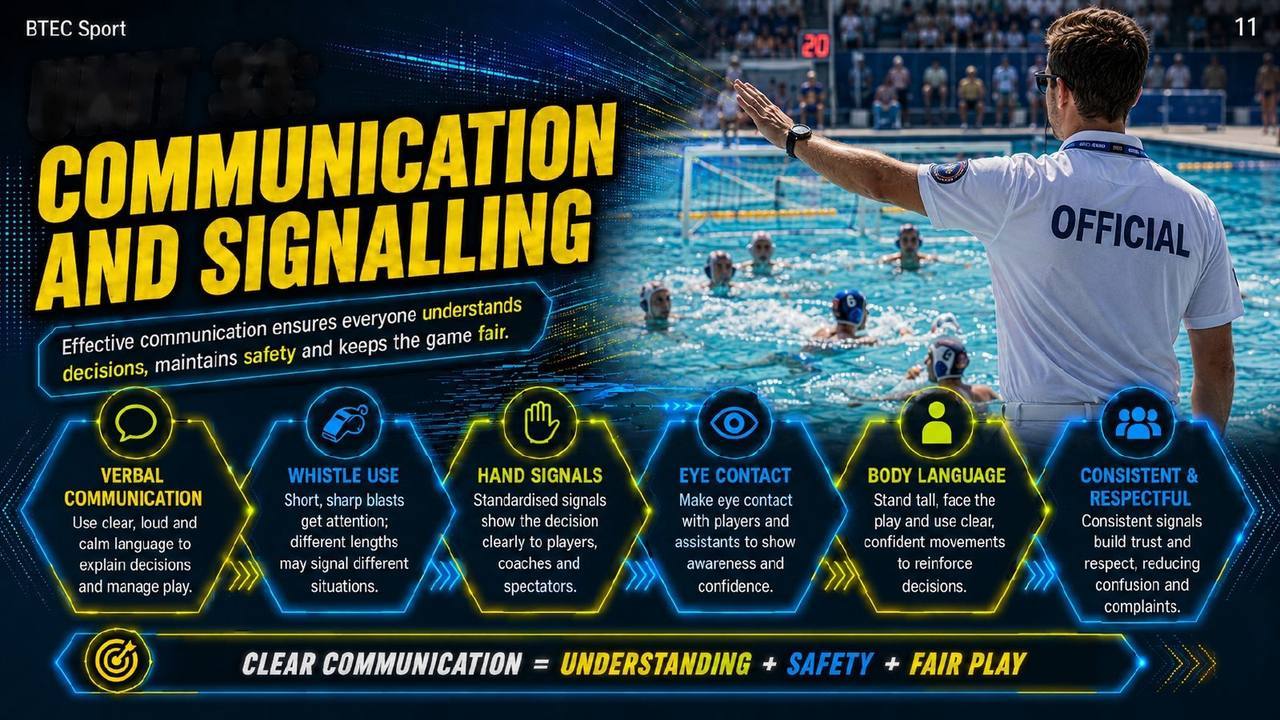 BTEC Sport
11
COMMUNICATION
AND SIGNALLING
Effective communication ensures everyone understands
decisions, maintains safety and keeps the game fair.
20
OFFICIAL
6
VERBAL
COMMUNICATION
Use clear, loud and
calm language to
explain decisions
and manage play.
WHISTLE USE
Short, sharp blasts
get attention;
different lengths
may signal different
situations.
HAND SIGNALS
Standardised signals
show the decision
clearly to players,
coaches and
spectators.
EYE CONTACT
Make eye contact
with players and
assistants to show
awareness and
confidence.
BODY LANGUAGE
Stand tall, face the
play and use clear,
confident movements
to reinforce
decisions.
CONSISTENT &
RESPECTFUL
Consistent signals
build trust and
respect, reducing
confusion and
complaints.
CLEAR COMMUNICATION = UNDERSTANDING + SAFETY + FAIR PLAY